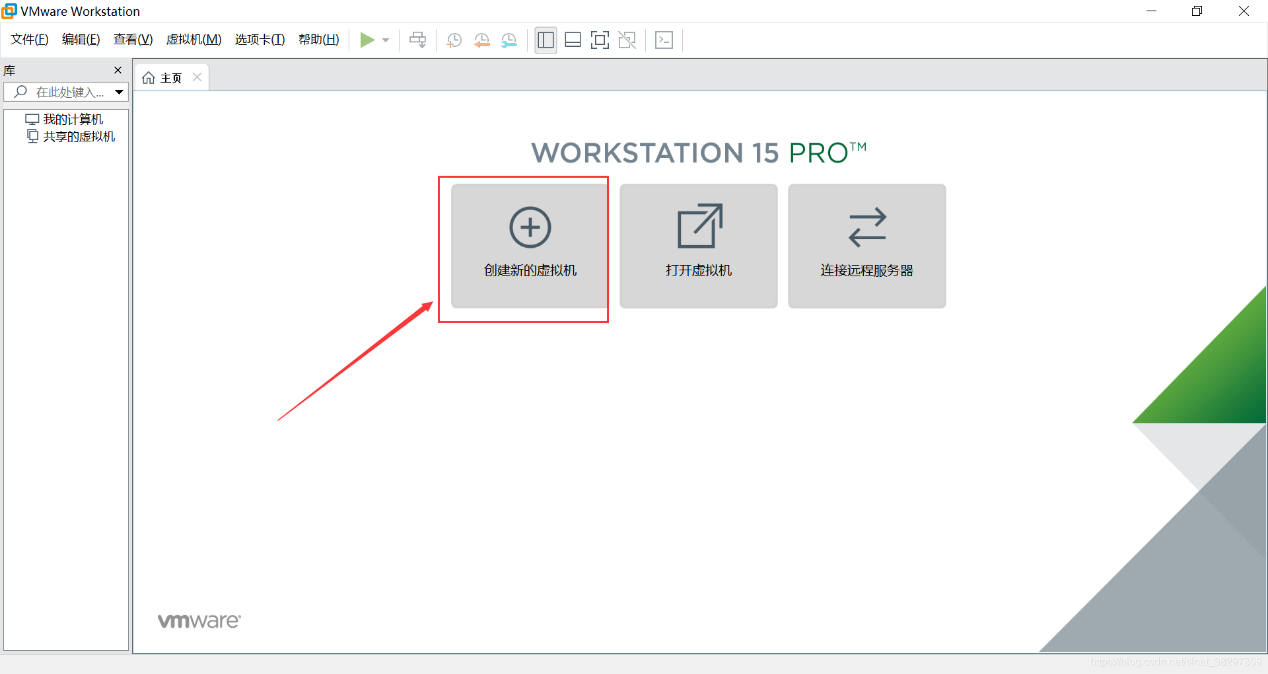 VMware Workstation
文件(F) 编辑(E) 查看(V) 虚拟机(M) 选项卡(T) 帮助(H)
库
主页
在此处键入...
我的计算机
共享的虚拟机
WORKSTATION 15 PRO™
创建新的虚拟机
打开虚拟机
连接远程服务器
vmware®